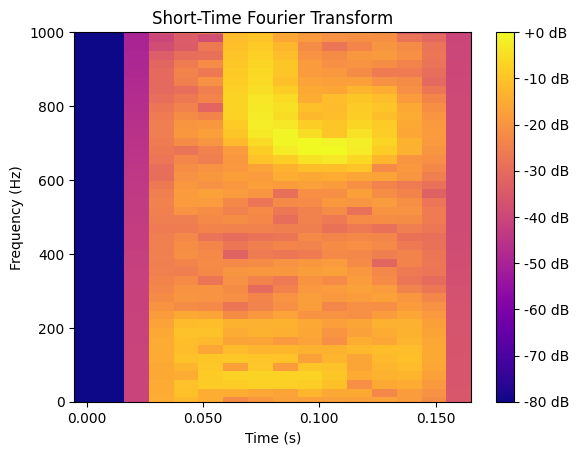 Short-Time Fourier Transform
1000
800
600
400
200
0
Frequency (Hz)
0.000
0.050
0.100
0.150
Time (s)
+0 dB
-10 dB
-20 dB
-30 dB
-40 dB
-50 dB
-60 dB
-70 dB
-80 dB